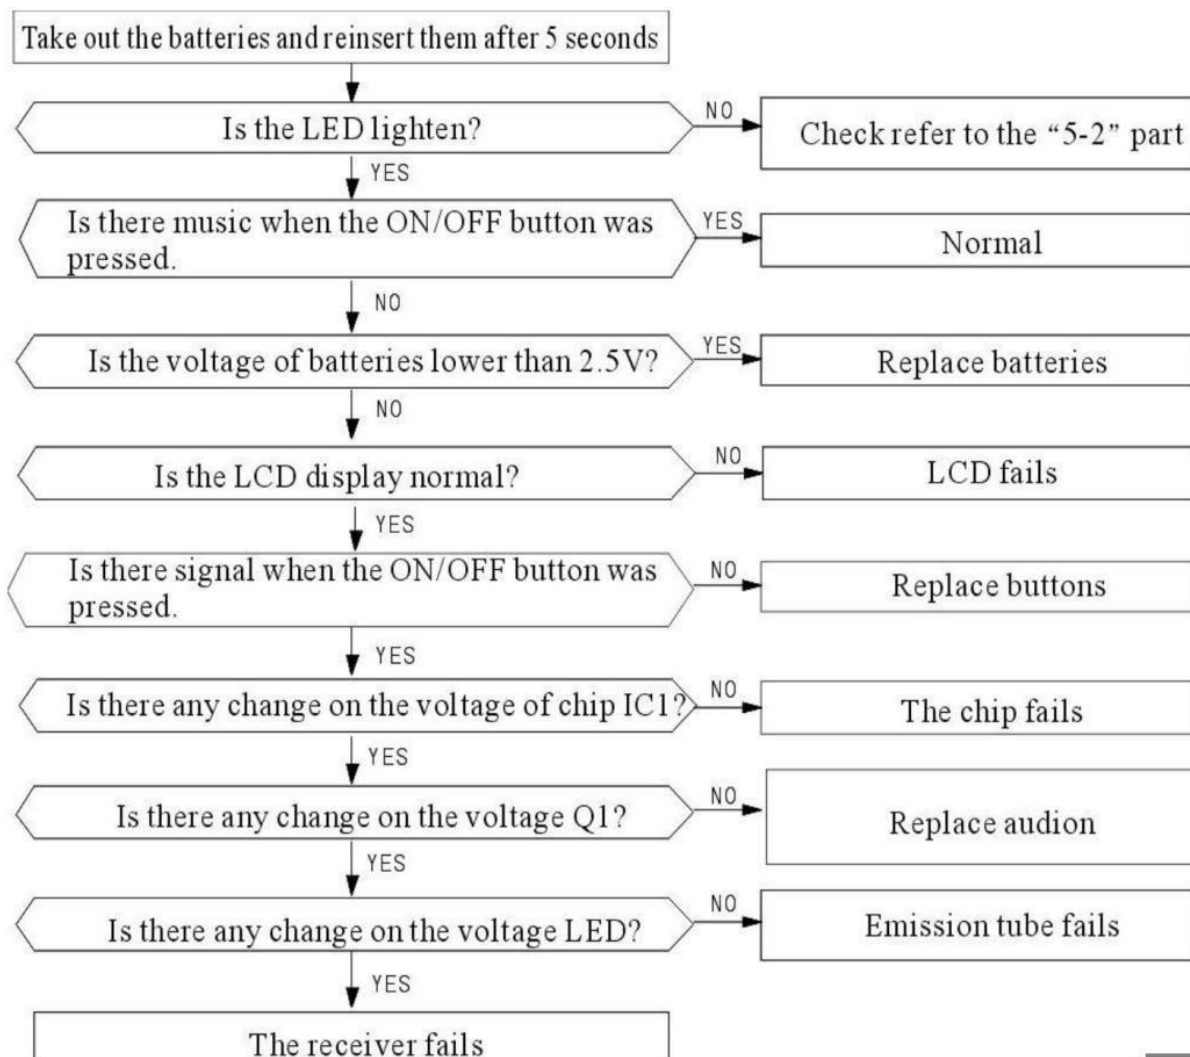 Take out the batteries and reinsert them after 5 seconds
Is the LED lighten?
NO
Check refer to the “5-2” part
YES
Is there music when the ON/OFF button was
pressed.
YES
Normal
NO
Is the voltage of batteries lower than 2.5V?
YES
Replace batteries
NO
Is the LCD display normal?
NO
LCD fails
YES
Is there signal when the ON/OFF button was
pressed.
NO
Replace buttons
YES
Is there any change on the voltage of chip IC1?
NO
The chip fails
YES
Is there any change on the voltage Q1?
NO
Replace audion
YES
Is there any change on the voltage LED?
NO
Emission tube fails
YES
The receiver fails